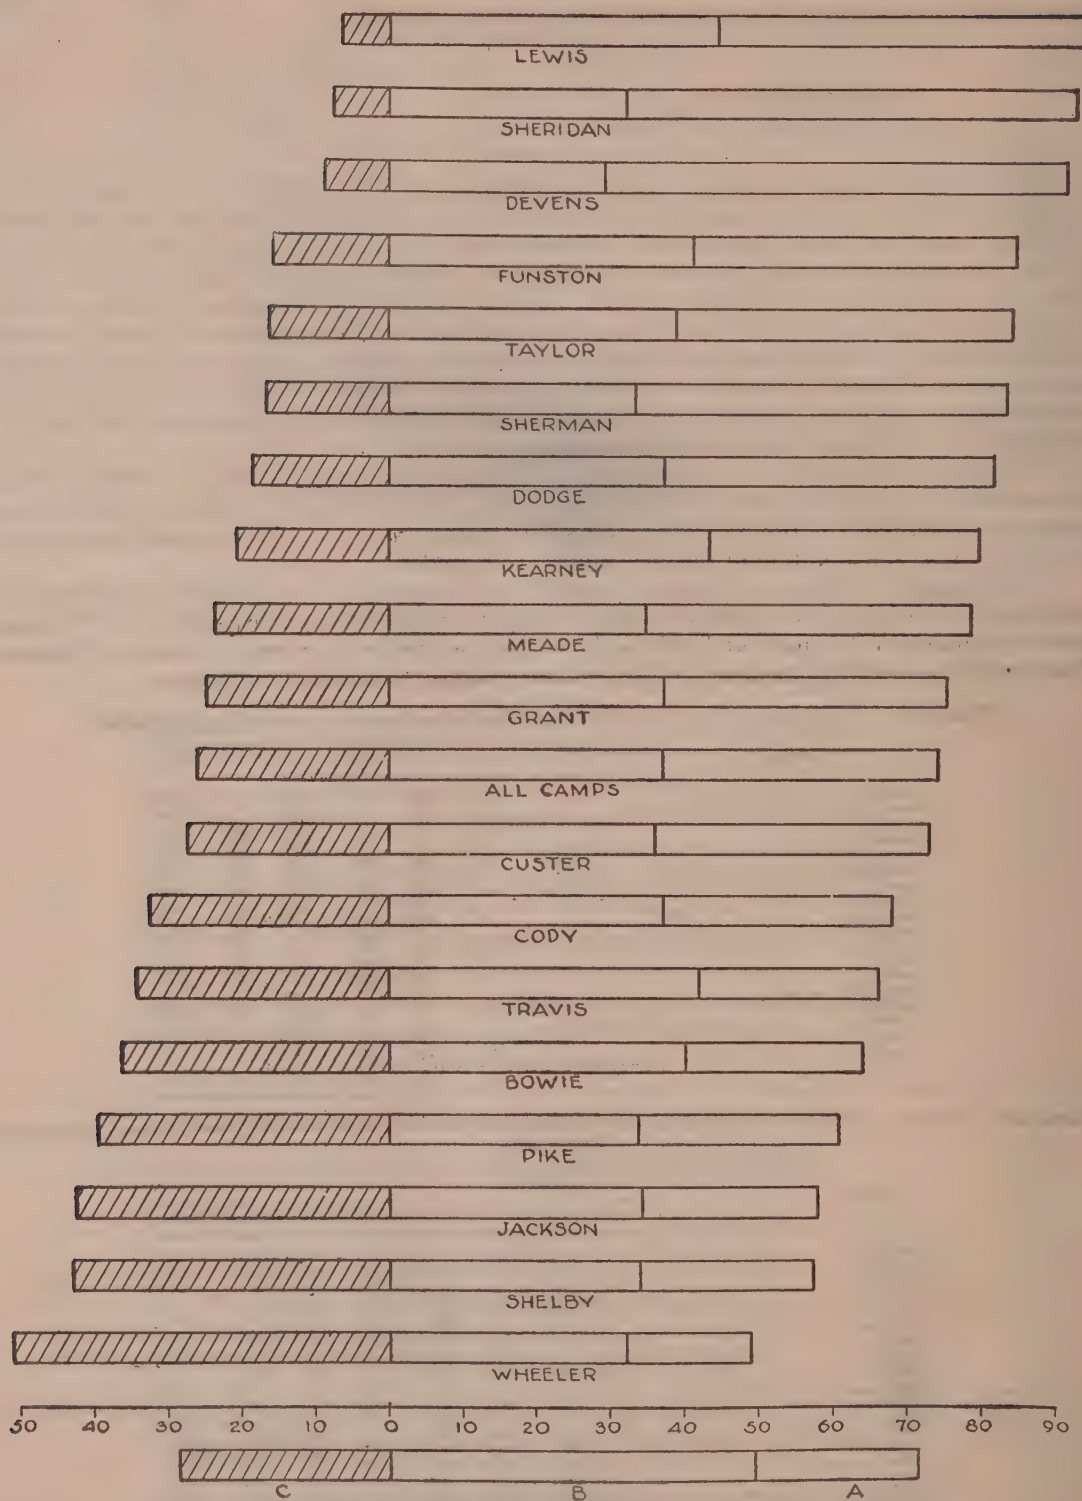 LEWIS
SHERIDAN
DEVENS
FUNSTON
TAYLOR
SHERMAN
DODGE
KEARNEY
MEADE
GRANT
ALL CAMPS
CUSTER
CODY
TRAVIS
BOWIE
PIKE
JACKSON
SHELBY
WHEELER
50 40 30 20 10 0 10 20 30 40 50 60 70 80 90
C B A